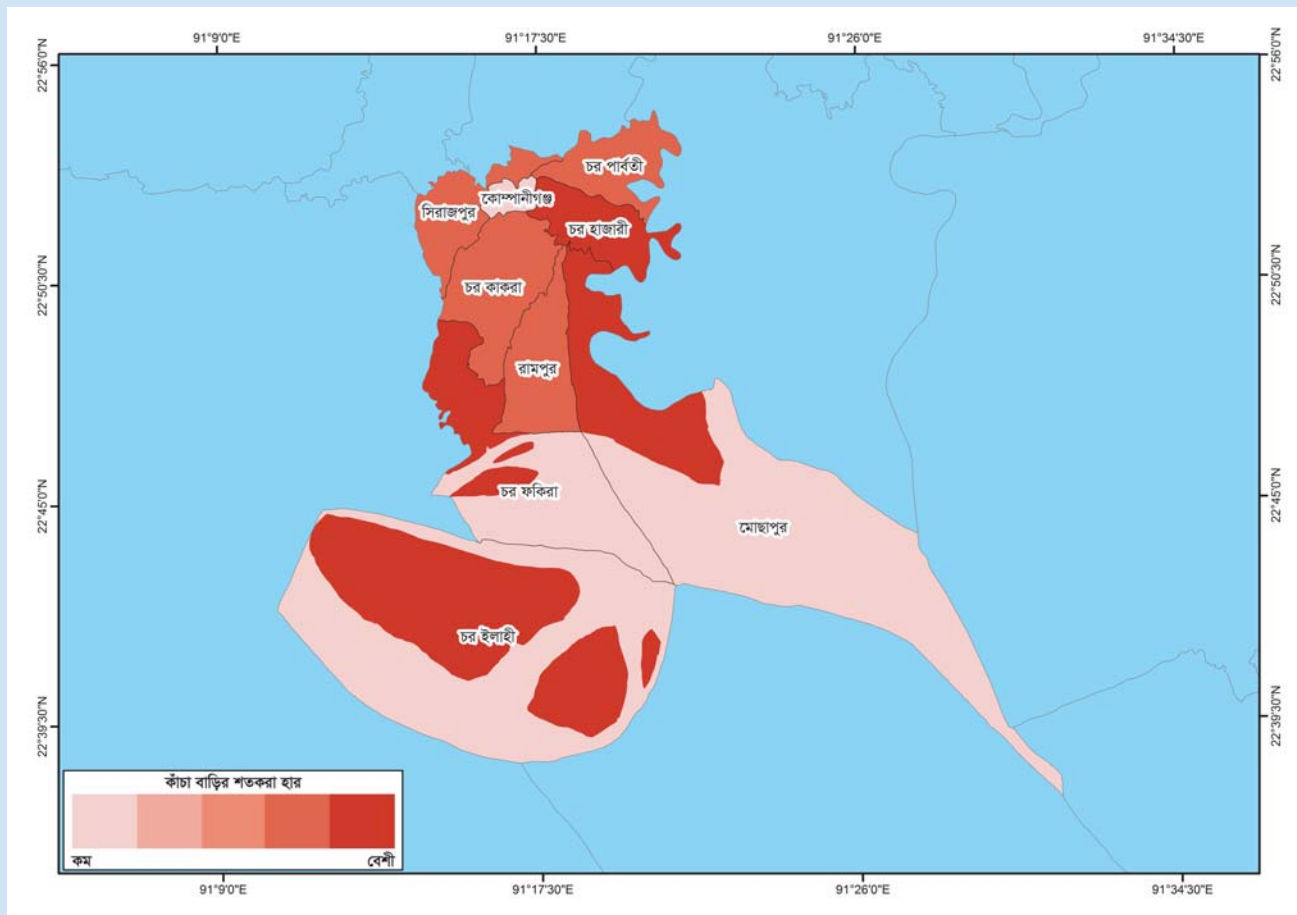 91°9'0"E
91°17'30"E
91°26'0"E
91°34'30"E
22°56'0"N
22°56'0"N
চর পার্বতী
কোম্পানীগঞ্জ
সিরাজপুর
চর হাজারী
22°50'30"N
22°50'30"N
চর কাকরা
রামপুর
22°45'0"N
22°45'0"N
চর ফকিরা
মোছাপুর
চর ইলাহী
22°39'30"N
22°39'30"N
কাঁচা বাড়ির শতকরা হার
কম
বেশী
91°9'0"E
91°17'30"E
91°26'0"E
91°34'30"E